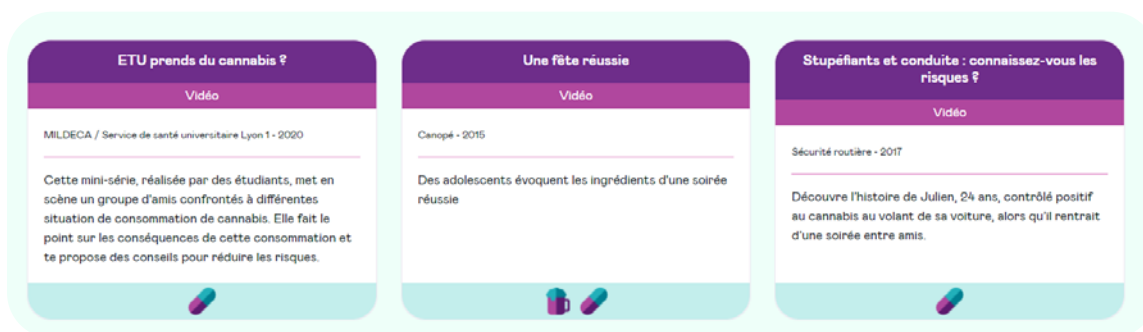 ETU prends du cannabis ?
Vidéo
MILDECA / Service de santé universitaire Lyon 1 - 2020
Cette mini-série, réalisée par des étudiants, met en
scène un groupe d'amis confrontés à différentes
situation de consommation de cannabis. Elle fait le
point sur les conséquences de cette consommation et
te propose des conseils pour réduire les risques.
Une fête réussie
Vidéo
Canopé - 2015
Des adolescents évoquent les ingrédients d'une soirée
réussie
Stupéfiants et conduite : connaissez-vous les
risques ?
Vidéo
Sécurité routière - 2017
Découvre l'histoire de Julien, 24 ans, contrôlé positif
au cannabis au volant de sa voiture, alors qu'il rentrait
d'une soirée entre amis.